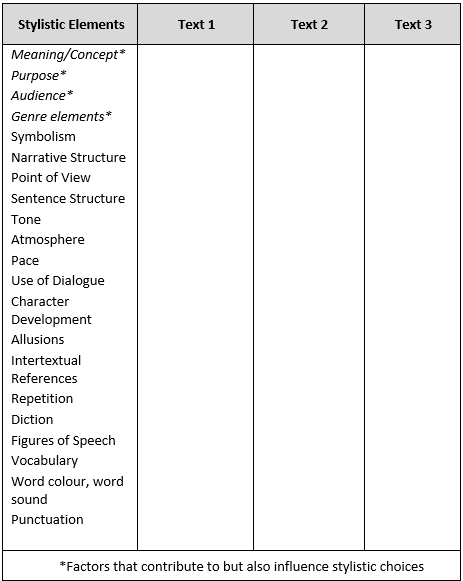 Stylistic Elements Text 1 Text 2 Text 3
Meaning/Concept*
Purpose*
Audience*
Genre elements*
Symbolism
Narrative Structure
Point of View
Sentence Structure
Tone
Atmosphere
Pace
Use of Dialogue
Character
Development
Allusions
Intertextual
References
Repetition
Diction
Figures of Speech
Vocabulary
Word colour, word
sound
Punctuation
*Factors that contribute to but also influence stylistic choices